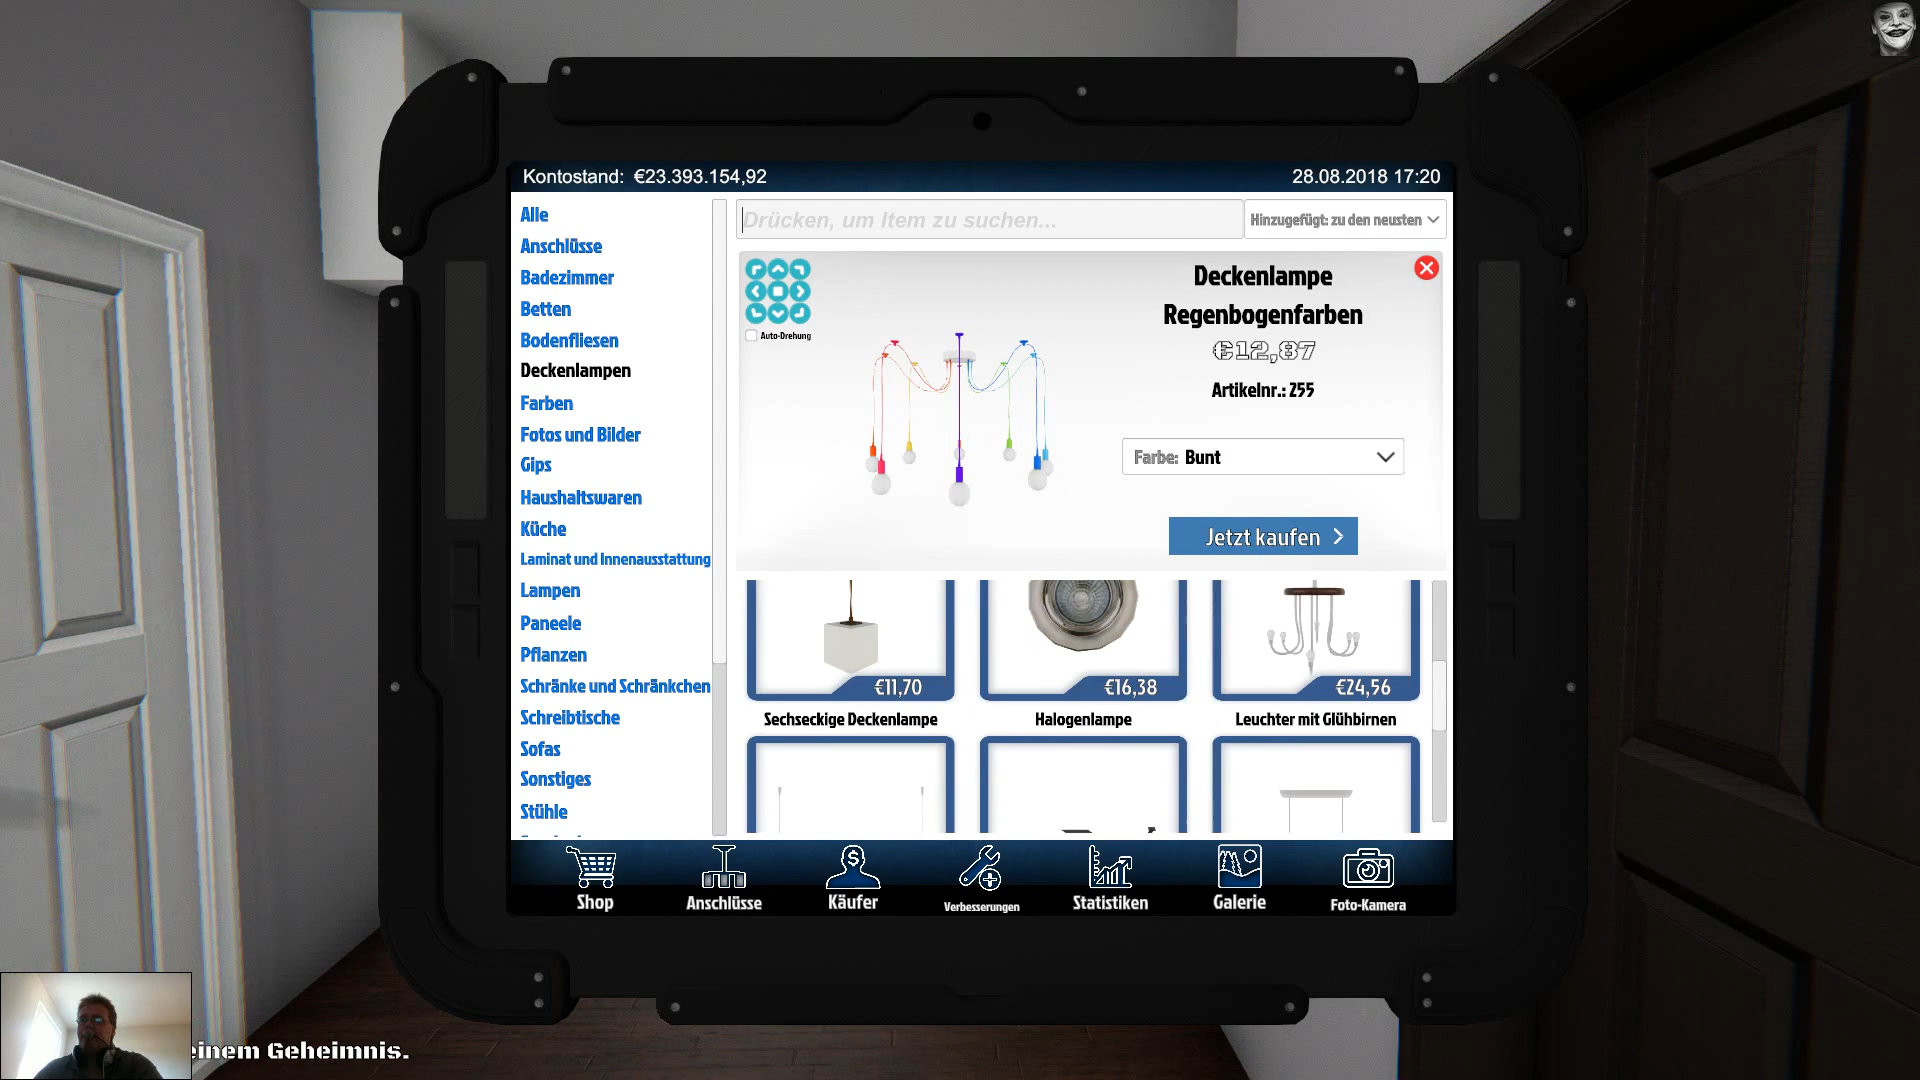 Kontostand: €23.393.154,92
28.08.2018 17:20
Alle
Anschlüsse
Badezimmer
Betten
Bodenfliesen
Deckenlampen
Farben
Fotos und Bilder
Gips
Haushaltswaren
Küche
Laminat und Innenausstattung
Lampen
Paneele
Pflanzen
Schränke und Schränkchen
Schreibtische
Sofas
Sonstiges
Stühle
Drücken, um Item zu suchen...
Hinzugefügt: zu den neusten
Auto-Drehung
Deckenlampe
Regenbogenfarben
€12,87
Artikelnr.: 255
Farbe: Bunt
Jetzt kaufen
€11,70
€16,38
€24,56
Sechseckige Deckenlampe
Halogenlampe
Leuchter mit Glühbirnen
Shop
Anschlüsse
Käufer
Verbesserungen
Statistiken
Galerie
Foto-Kamera
einem Geheimnis.